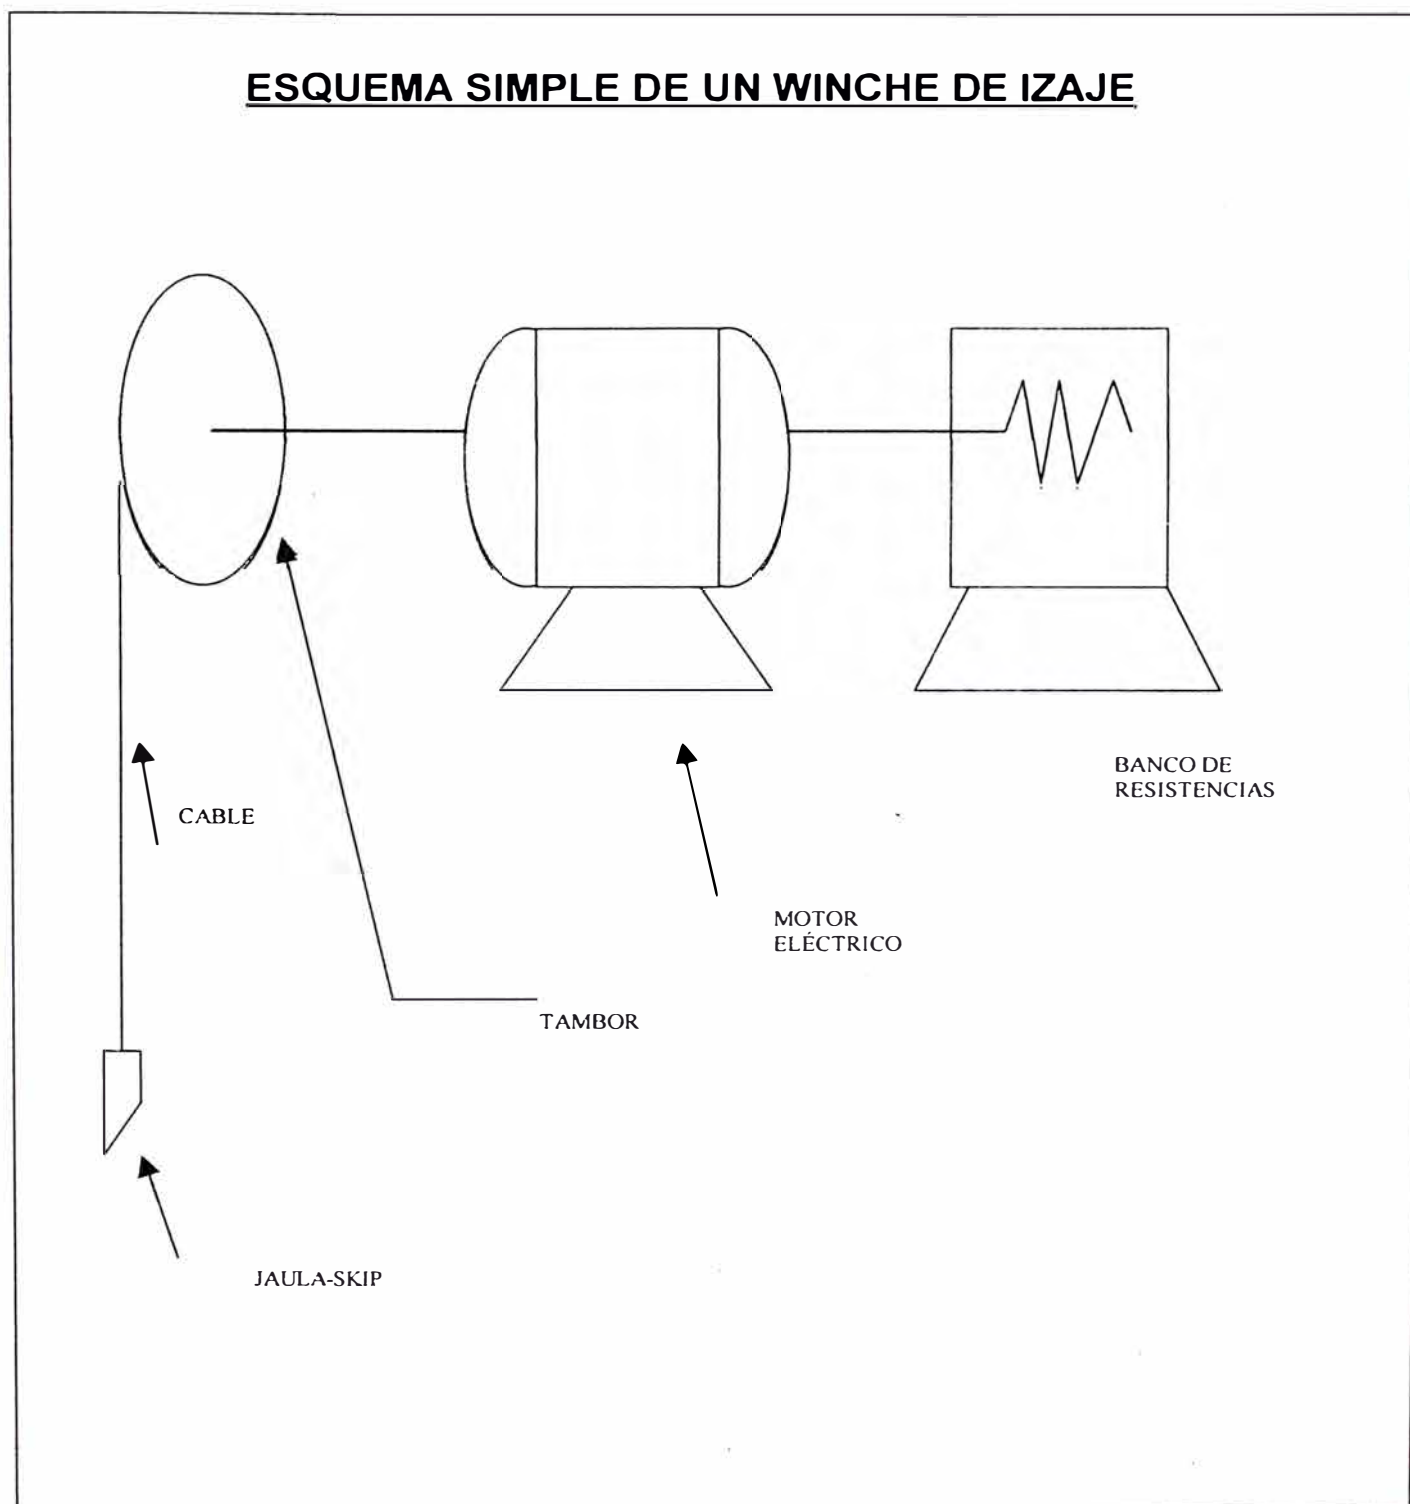 ESQUEMA SIMPLE DE UN WINCHE DE IZAJE
BANCO DE
RESISTENCIAS
CABLE
MOTOR
ELÉCTRICO
TAMBOR
JAULA-SKIP